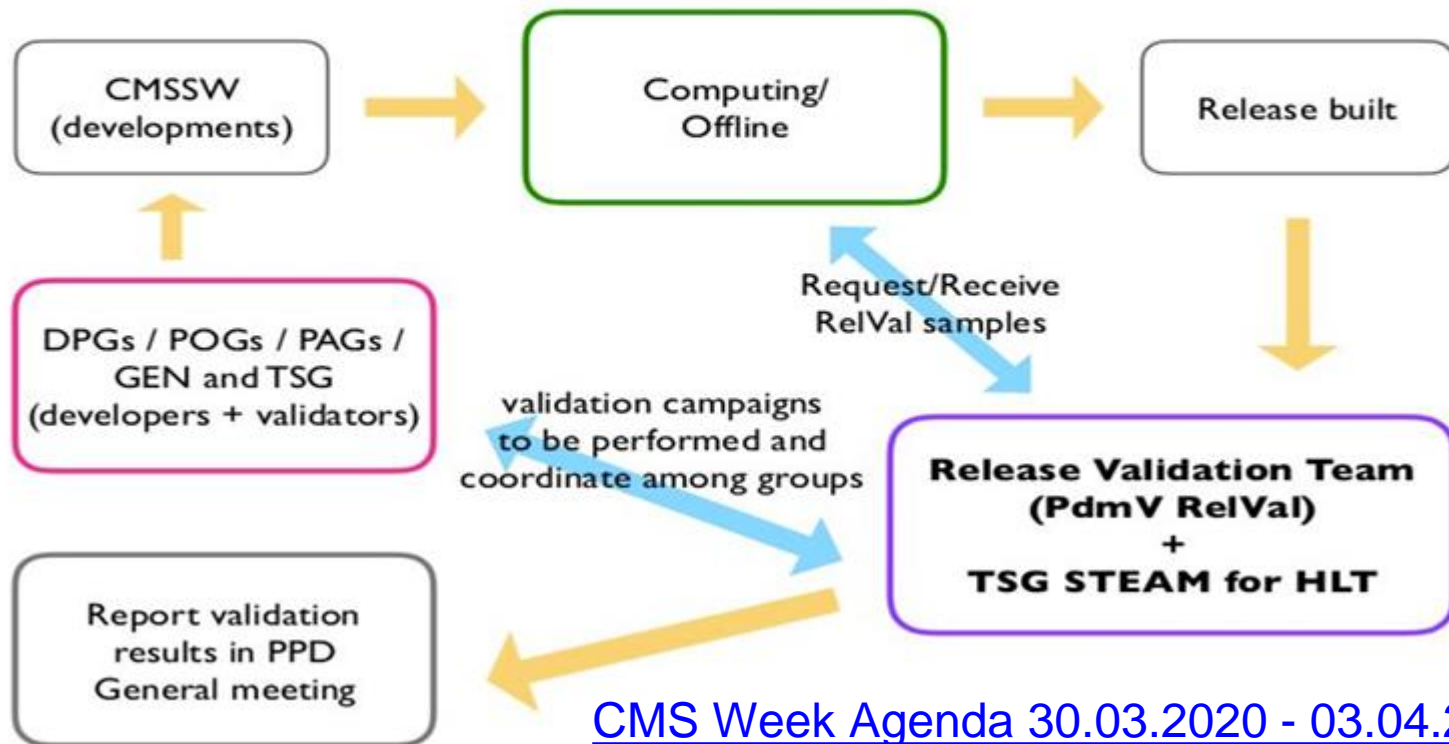 CMSSW
(developments)
Computing/
Offline
Release built
DPGs / POGs / PAGs /
GEN and TSG
(developers + validators)
Request/Receive
RelVal samples
validation campaigns
to be performed and
coordinate among groups
Release Validation Team
(PdmV RelVal)
+
TSG STEAM for HLT
Report validation
results in PPD
General meeting
CMS Week Agenda 30.03.2020 - 03.04.2